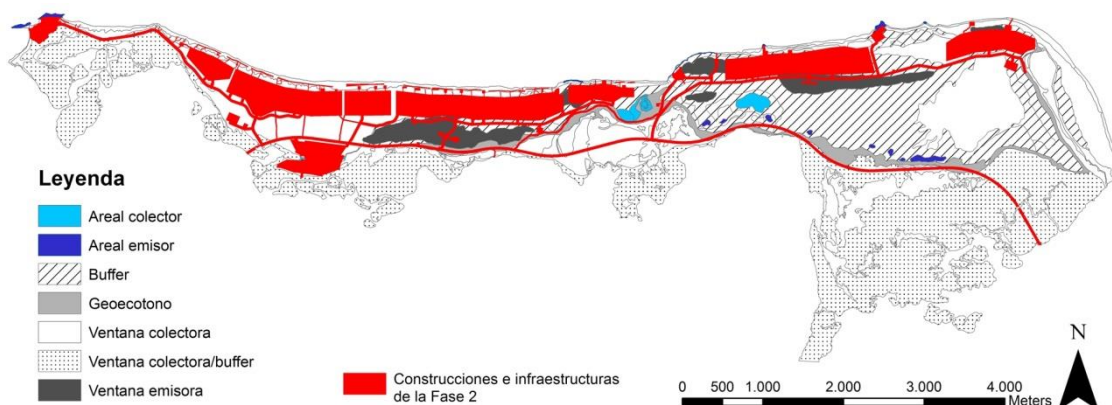 Leyenda
Areal colector
Areal emisor
Buffer
Geoecotono
Ventana colectora
Ventana colectora/buffer
Ventana emisora
Construcciones e infraestructuras
de la Fase 2
N
0 500 1.000 2.000 3.000 4.000
Meters